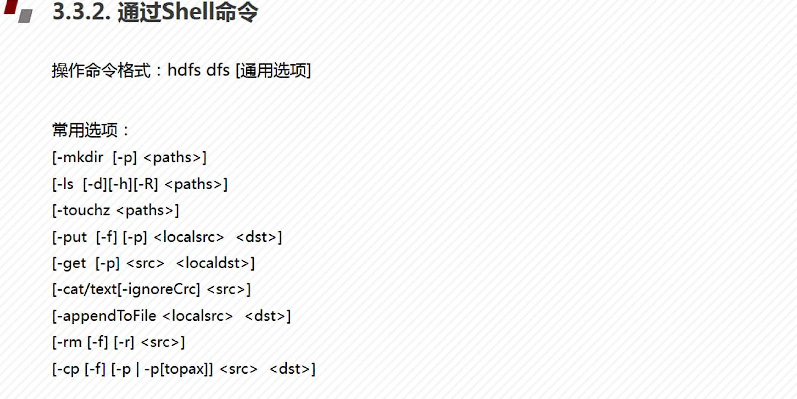 3.3.2. 通过Shell命令
操作命令格式：hdfs dfs [通用选项]
常用选项：
[-mkdir  [-p] <paths>]
[-ls  [-d][-h][-R] <paths>]
[-touchz <paths>]
[-put  [-f] [-p] <localsrc>  <dst>]
[-get  [-p] <src>  <localdst>]
[-cat/text[-ignoreCrc] <src>]
[-appendToFile <localsrc>  <dst>]
[-rm [-f] [-r] <src>]
[-cp [-f] [-p | -p[topax]] <src>  <dst>]